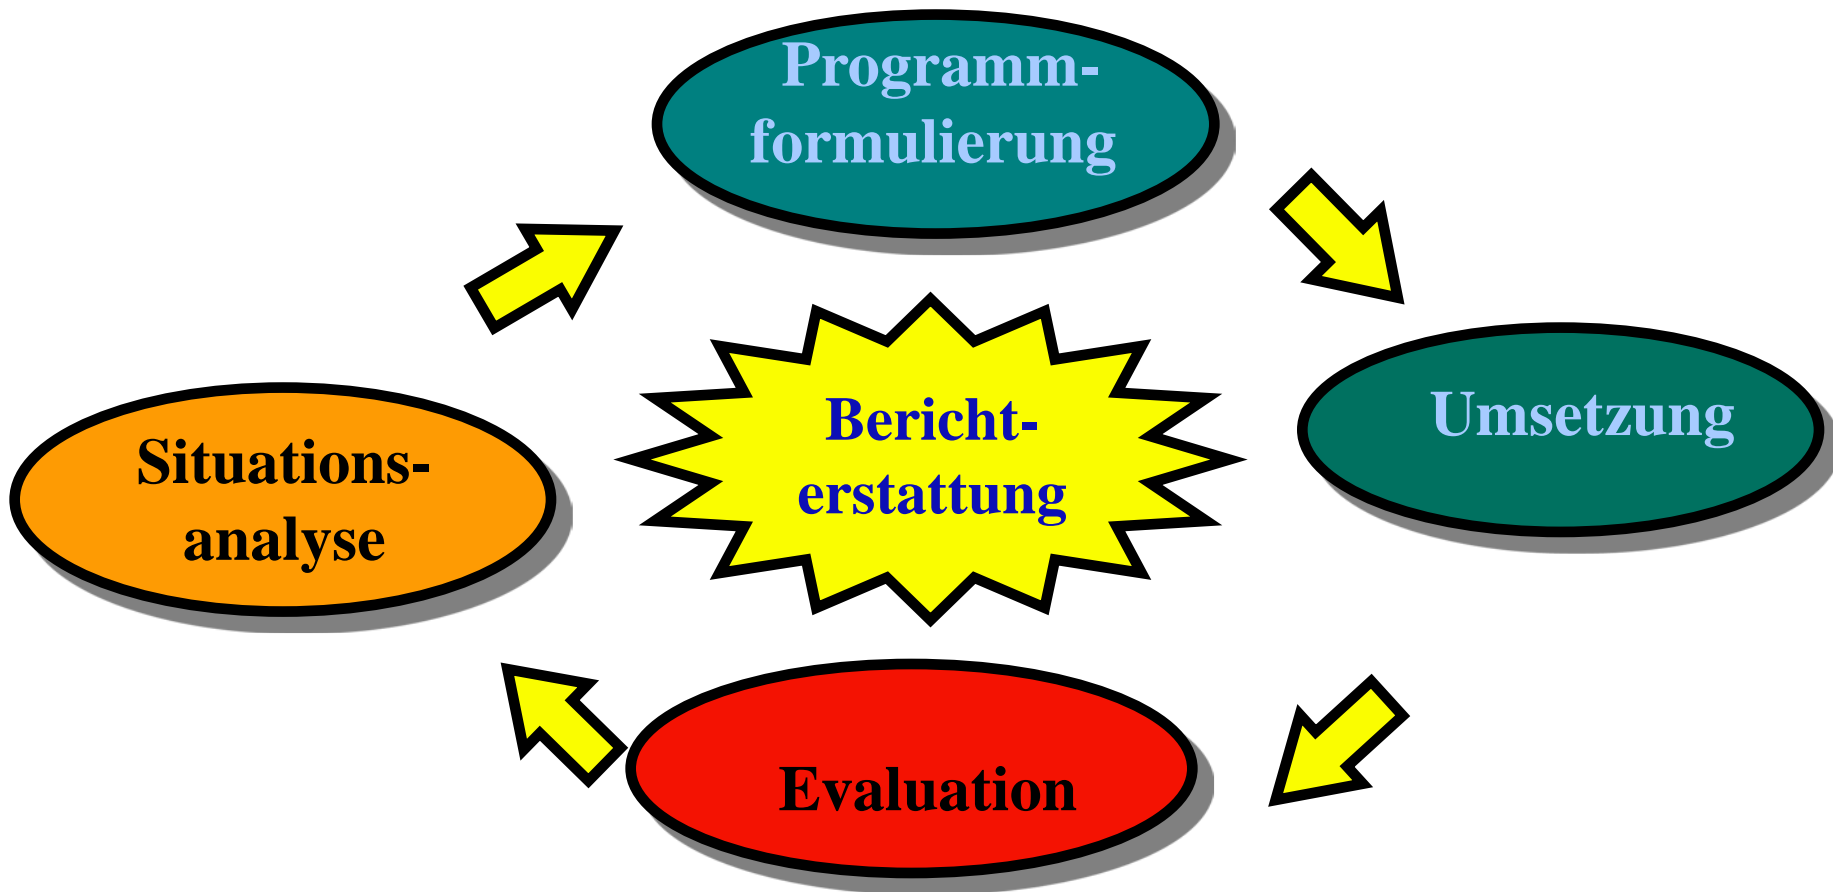 Programm-
formulierung
Umsetzung
Bericht-
erstattung
Situations-
analyse
Evaluation